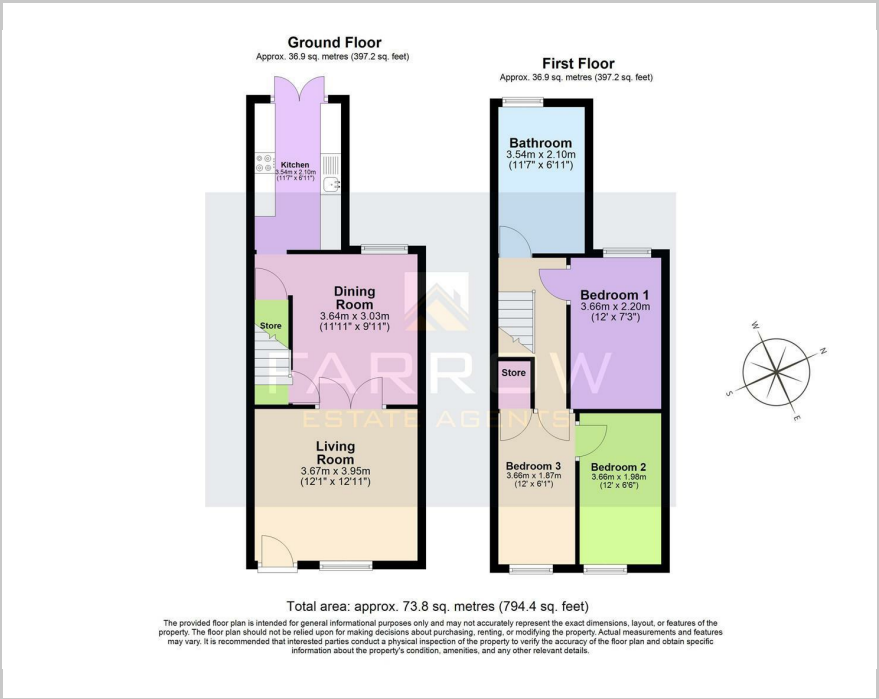 Ground Floor
Approx. 36.9 sq. metres (397.2 sq. feet)
Kitchen
3.54m x 2.10m
(11'7" x 6'11")
Dining
Room
3.64m x 3.03m
(11'11" x 9'11")
Store
Living
Room
3.67m x 3.95m
(12'1" x 12'11")
First Floor
Approx. 36.9 sq. metres (397.2 sq. feet)
Bathroom
3.54m x 2.10m
(11'7" x 6'11")
Bedroom 1
3.66m x 2.20m
(12' x 7'3")
Store
Bedroom 3
3.66m x 1.87m
(12' x 6'1")
Bedroom 2
3.66m x 1.98m
(12' x 6'6")
W
N
S
E
FARROW
ESTATE AGENTS
Total area: approx. 73.8 sq. metres (794.4 sq. feet)
The provided floor plan is intended for general informational purposes only and may not accurately represent the exact dimensions, layout, or features of the
property. The floor plan should not be relied upon for making decisions about purchasing, renting, or modifying the property. Actual measurements and features
may vary. It is recommended that interested parties conduct a physical inspection of the property to verify the accuracy of the floor plan and obtain specific
information about the property's condition, amenities, and any other relevant details.